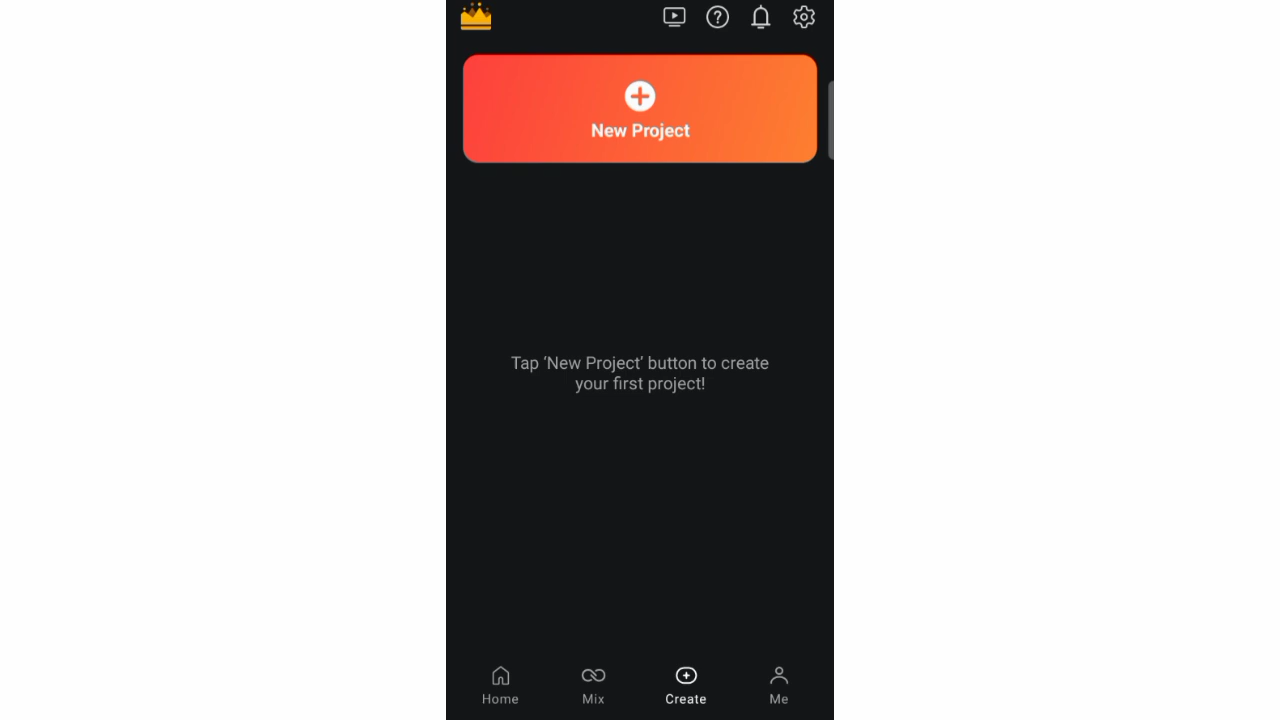 New Project
Tap ‘New Project’ button to create
your first project!
Home
Mix
Create
Me